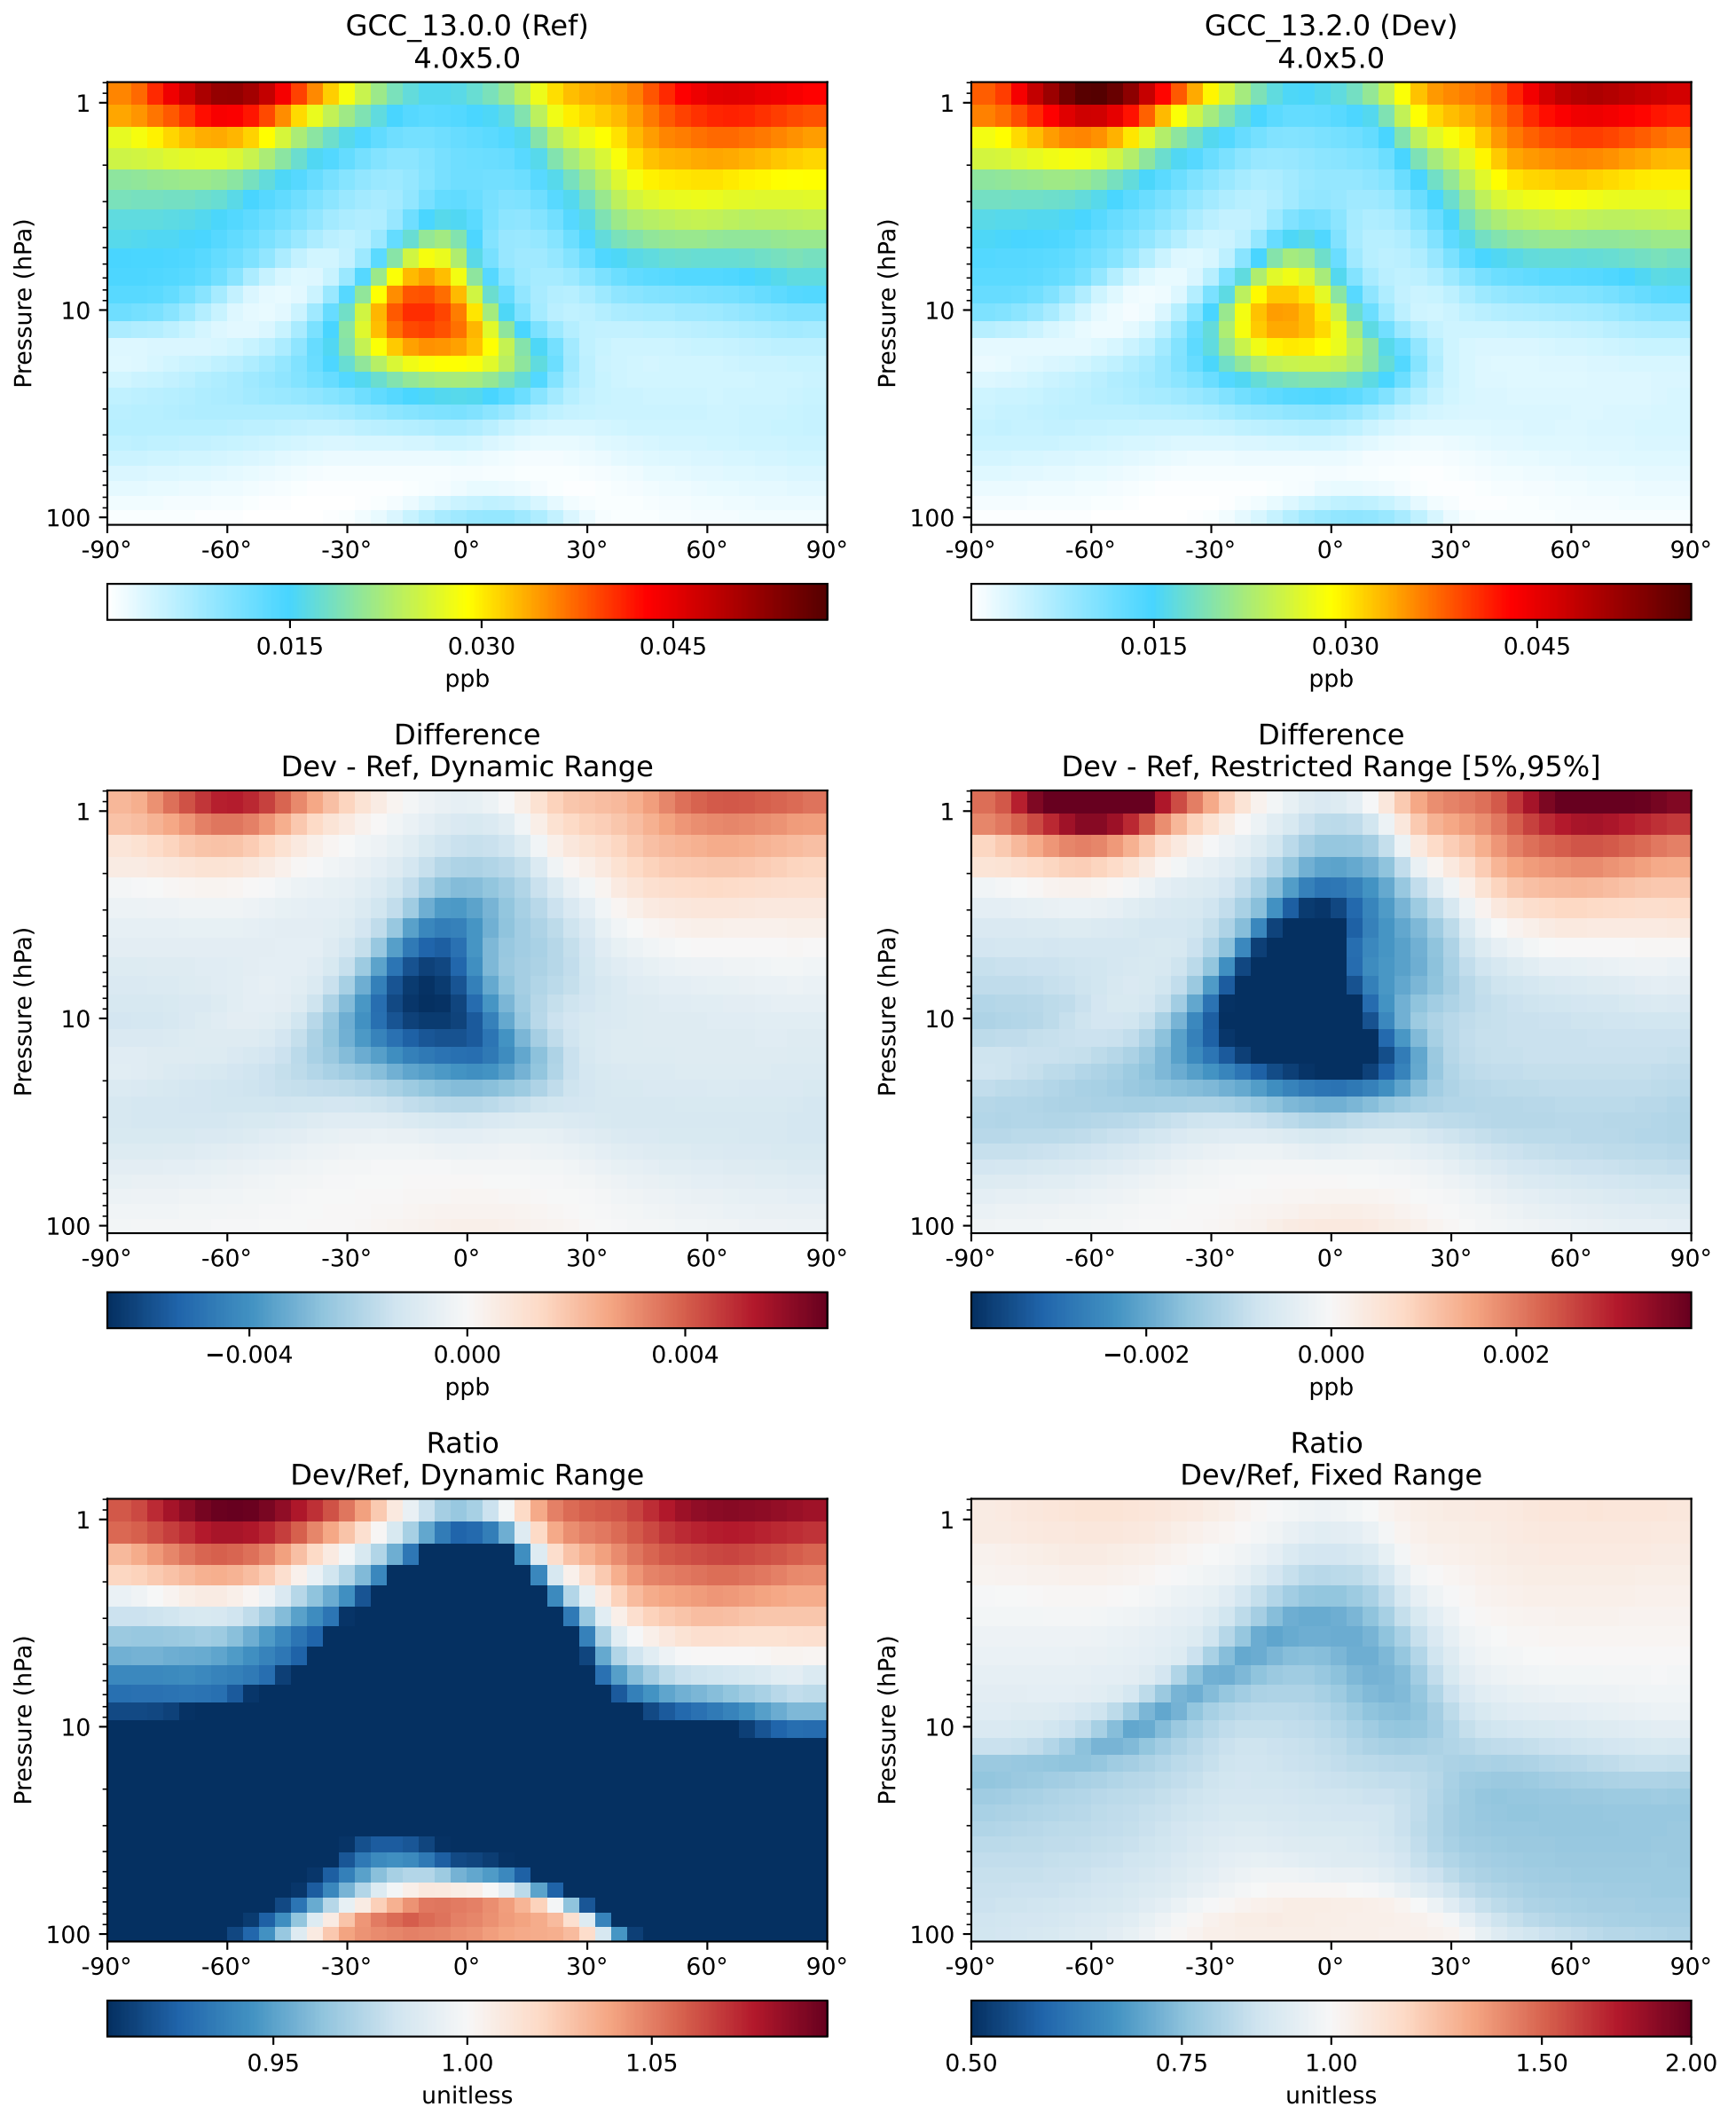 GCC_13.0.0 (Ref)
4.0x5.0
Pressure (hPa)
1
10
100
-90° -60° -30° 0° 30° 60° 90°
0.015 0.030 0.045
ppb
GCC_13.2.0 (Dev)
4.0x5.0
Pressure (hPa)
1
10
100
-90° -60° -30° 0° 30° 60° 90°
0.015 0.030 0.045
ppb
Difference
Dev - Ref, Dynamic Range
Pressure (hPa)
1
10
100
-90° -60° -30° 0° 30° 60° 90°
−0.004 0.000 0.004
ppb
Difference
Dev - Ref, Restricted Range [5%,95%]
Pressure (hPa)
1
10
100
-90° -60° -30° 0° 30° 60° 90°
−0.002 0.000 0.002
ppb
Ratio
Dev/Ref, Dynamic Range
Pressure (hPa)
1
10
100
-90° -60° -30° 0° 30° 60° 90°
0.95 1.00 1.05
unitless
Ratio
Dev/Ref, Fixed Range
Pressure (hPa)
1
10
100
-90° -60° -30° 0° 30° 60° 90°
0.50 0.75 1.00 1.50 2.00
unitless